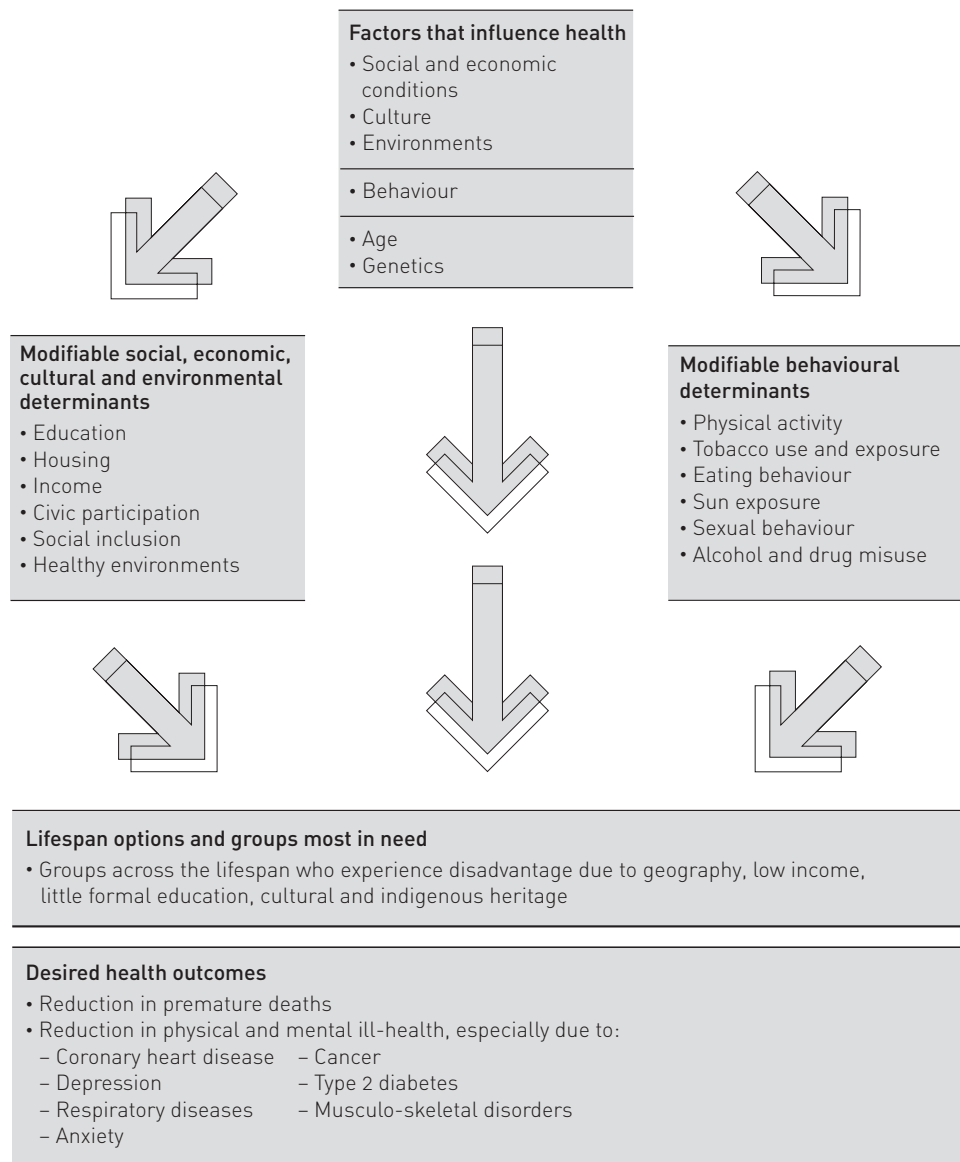 Factors that influence health
• Social and economic
conditions
• Culture
• Environments
• Behaviour
• Age
• Genetics
Modifiable social, economic,
cultural and environmental
determinants
• Education
• Housing
• Income
• Civic participation
• Social inclusion
• Healthy environments
Modifiable behavioural
determinants
• Physical activity
• Tobacco use and exposure
• Eating behaviour
• Sun exposure
• Sexual behaviour
• Alcohol and drug misuse
Lifespan options and groups most in need
• Groups across the lifespan who experience disadvantage due to geography, low income,
little formal education, cultural and indigenous heritage
Desired health outcomes
• Reduction in premature deaths
• Reduction in physical and mental ill-health, especially due to:
– Coronary heart disease – Cancer
– Depression – Type 2 diabetes
– Respiratory diseases – Musculo-skeletal disorders
– Anxiety